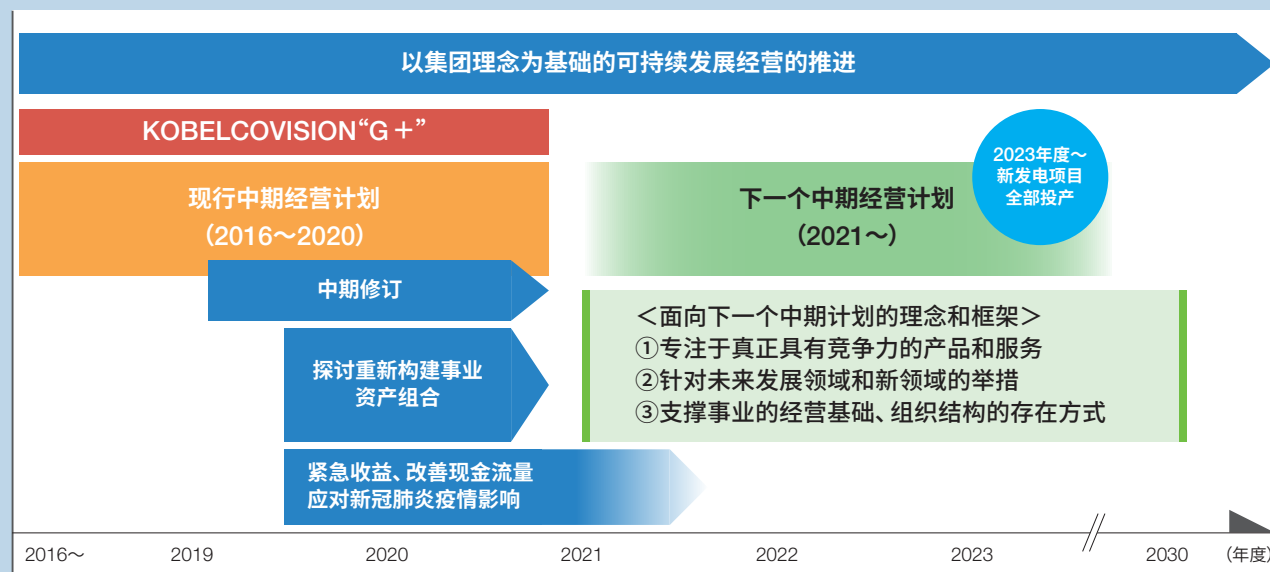 以集团理念为基础的可持续发展经营的推进
KOBELCOVISION“G＋”
现行中期经营计划
（2016～2020）
下一个中期经营计划
（2021～）
2023年度～
新发电项目
全部投产
中期修订
探讨重新构建事业
资产组合
＜面向下一个中期计划的理念和框架＞
①专注于真正具有竞争力的产品和服务
②针对未来发展领域和新领域的举措
③支撑事业的经营基础、组织结构的存在方式
紧急收益、改善现金流量
应对新冠肺炎疫情影响
2016～ 2019 2020 2021 2022 2023 2030 （年度）